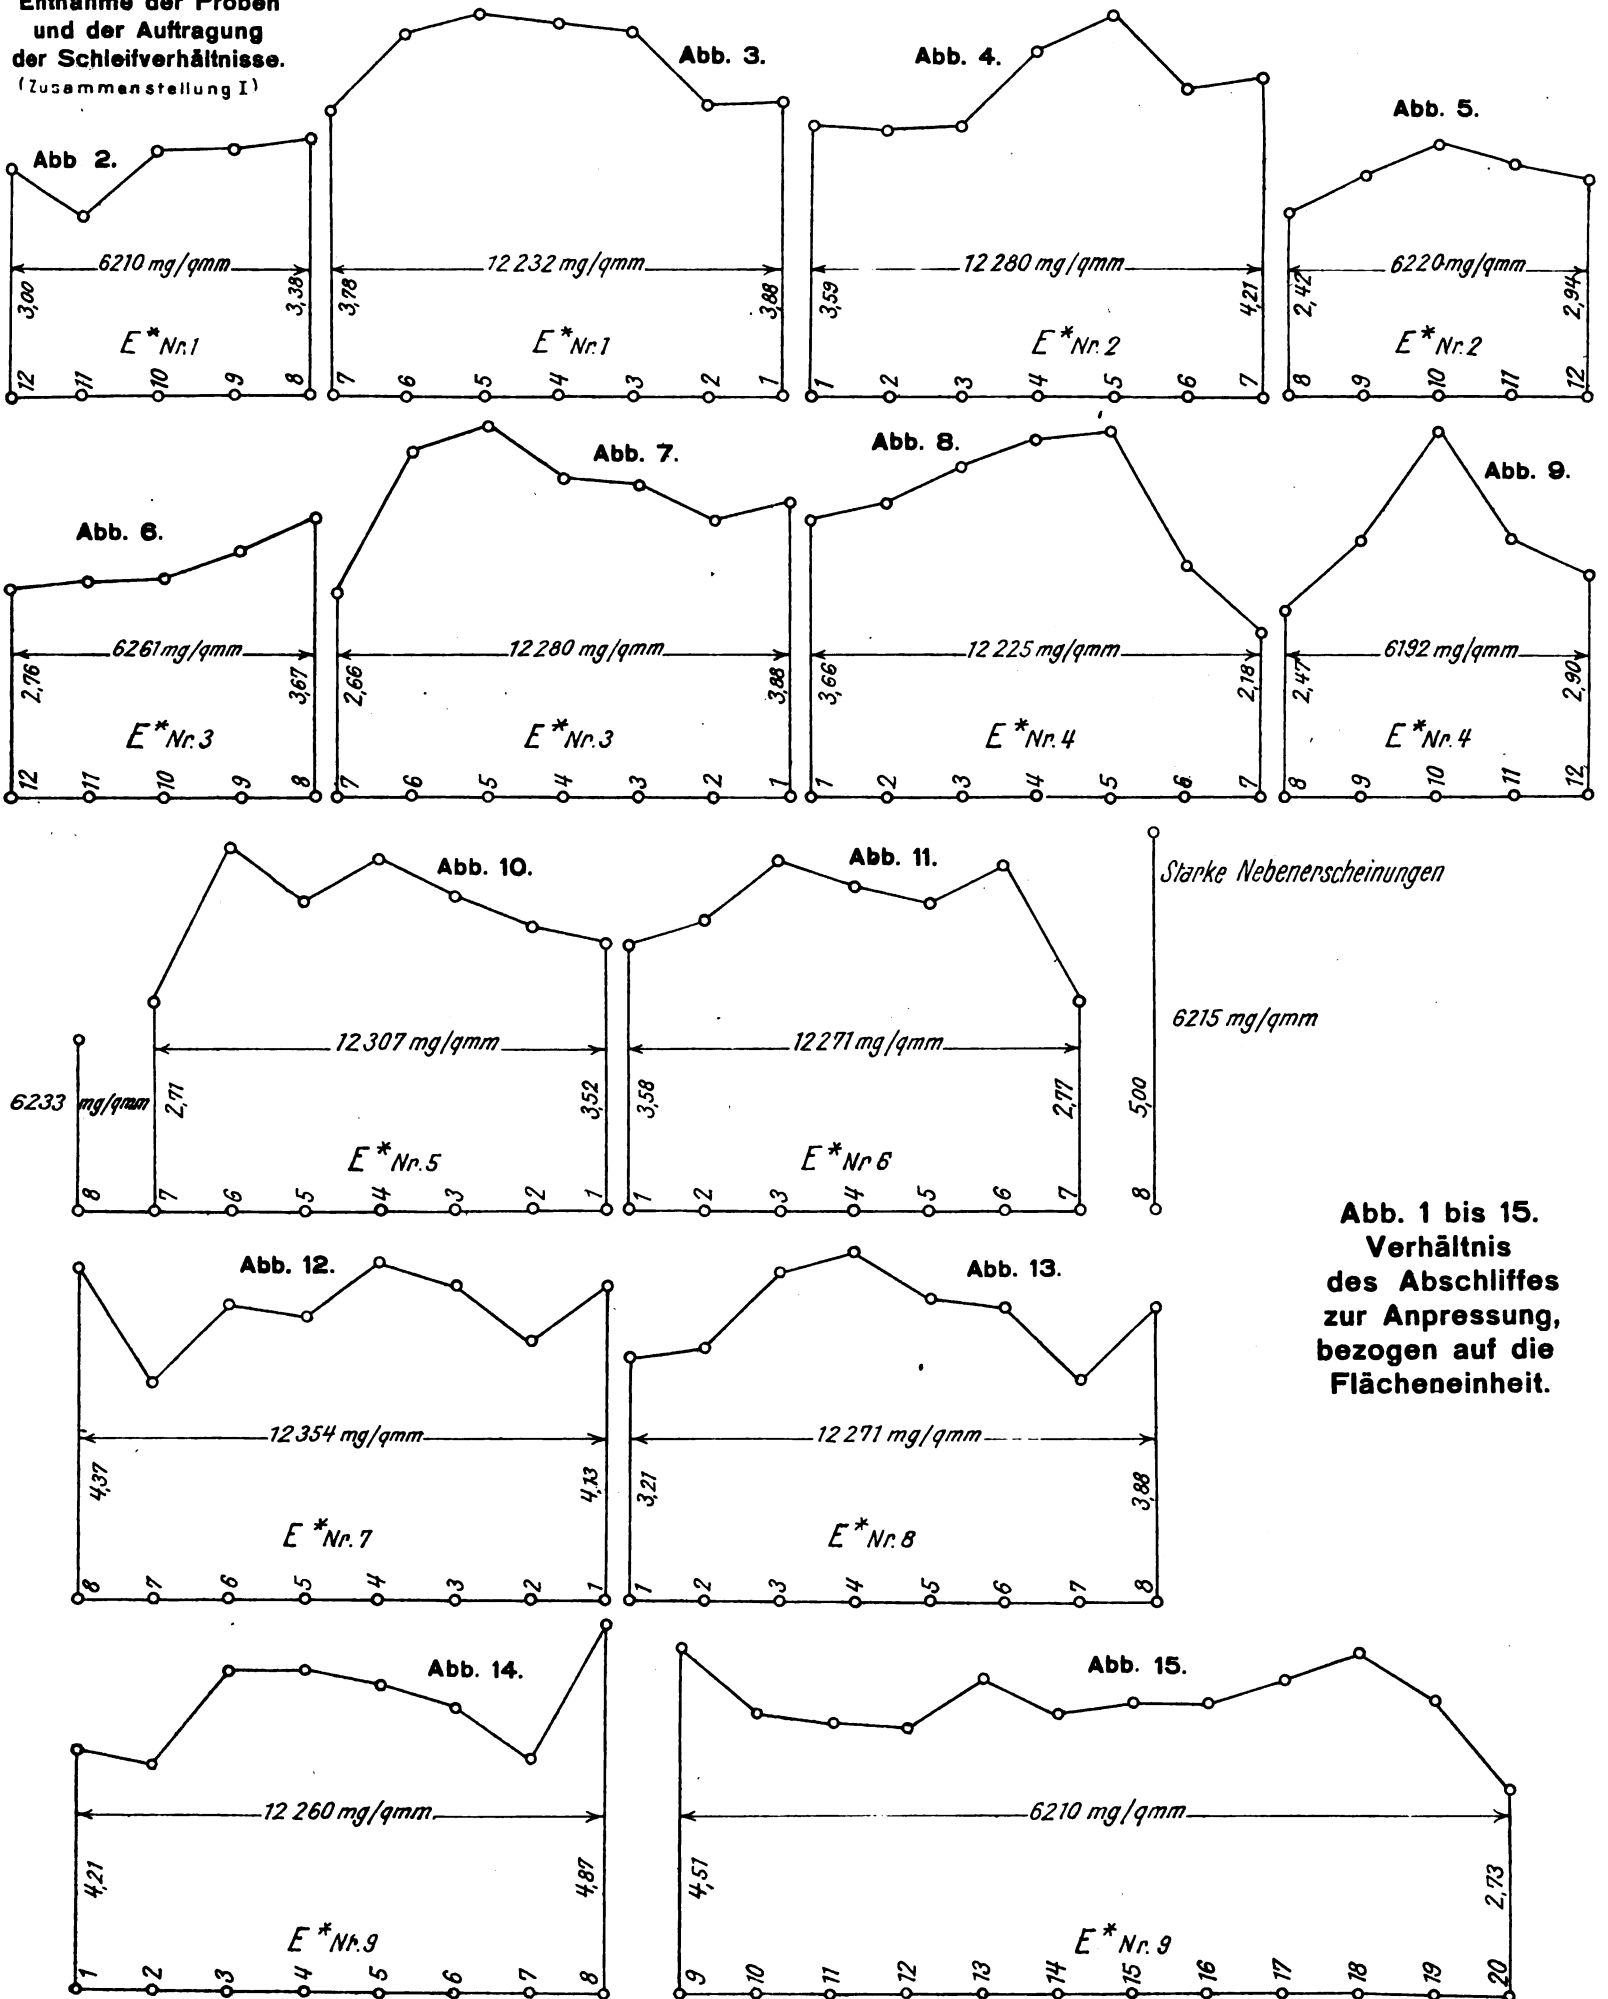 Entnahme der Proben
und der Auftragung
der Schleifverhältnisse.
(Zusammenstellung I)
Abb 2.
6210 mg/qmm
3,00
3,38
E* Nr. 1
12 11 10 9 8
Abb. 3.
12 232 mg/qmm
3,78
3,88
E* Nr. 1
7 6 5 4 3 2 1
Abb. 4.
12 280 mg/qmm
3,59
4,21
E* Nr. 2
1 2 3 4 5 6 7
Abb. 5.
6220 mg/qmm
2,42
2,94
E* Nr. 2
8 9 10 11 12
Abb. 6.
6261 mg/qmm
2,76
3,67
E* Nr. 3
12 11 10 9 8
Abb. 7.
12 280 mg/qmm
2,66
3,88
E* Nr. 3
7 6 5 4 3 2 1
Abb. 8.
12 225 mg/qmm
3,66
2,18
E* Nr. 4
1 2 3 4 5 6 7
Abb. 9.
6192 mg/qmm
2,47
2,90
E* Nr. 4
8 9 10 11 12
Abb. 10.
6233 mg/qmm
12 307 mg/qmm
2,71
3,52
E* Nr. 5
8 7 6 5 4 3 2 1
Abb. 11.
12 271 mg/qmm
3,58
2,77
E* Nr 6
1 2 3 4 5 6 7 8
Starke Nebenerscheinungen
6215 mg/qmm
5,00
Abb. 1 bis 15.
Verhältnis
des Abschliffes
zur Anpressung,
bezogen auf die
Flächeneinheit.
Abb. 12.
12 354 mg/qmm
4,37
4,13
E* Nr. 7
8 7 6 5 4 3 2 1
Abb. 13.
12 271 mg/qmm
3,21
3,88
E* Nr. 8
1 2 3 4 5 6 7 8
Abb. 14.
12 260 mg/qmm
4,21
4,87
E* Nr. 9
1 2 3 4 5 6 7 8
Abb. 15.
6210 mg/qmm
4,51
2,73
E* Nr. 9
9 10 11 12 13 14 15 16 17 18 19 20